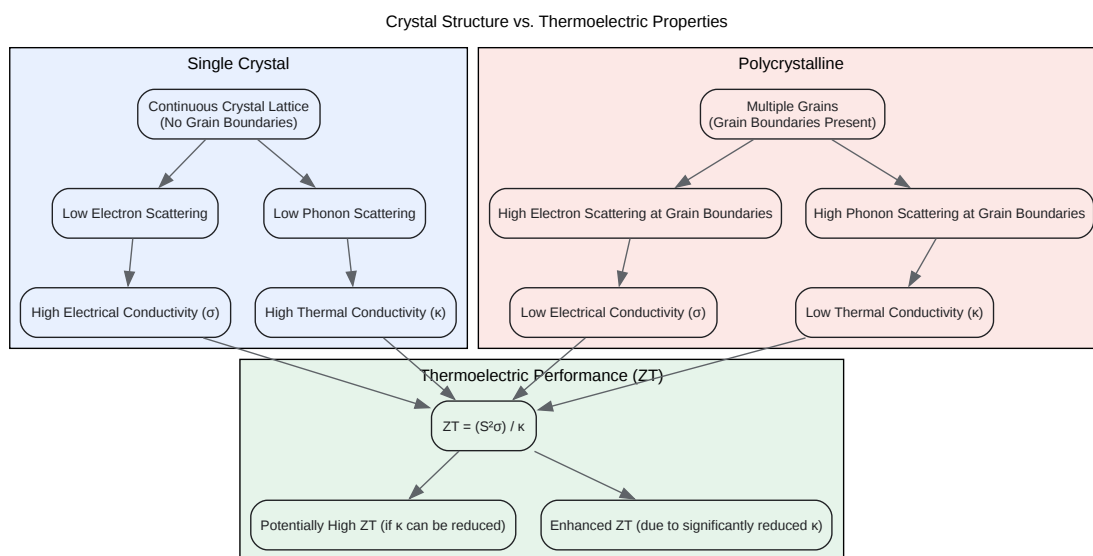 Crystal Structure vs. Thermoelectric Properties
Single Crystal
Continuous Crystal Lattice
(No Grain Boundaries)
Low Electron Scattering
Low Phonon Scattering
High Electrical Conductivity (σ)
High Thermal Conductivity (κ)
Polycrystalline
Multiple Grains
(Grain Boundaries Present)
High Electron Scattering at Grain Boundaries
High Phonon Scattering at Grain Boundaries
Low Electrical Conductivity (σ)
Low Thermal Conductivity (κ)
Thermoelectric Performance (ZT)
ZT = (S²σ) / κ
Potentially High ZT (if κ can be reduced)
Enhanced ZT (due to significantly reduced κ)